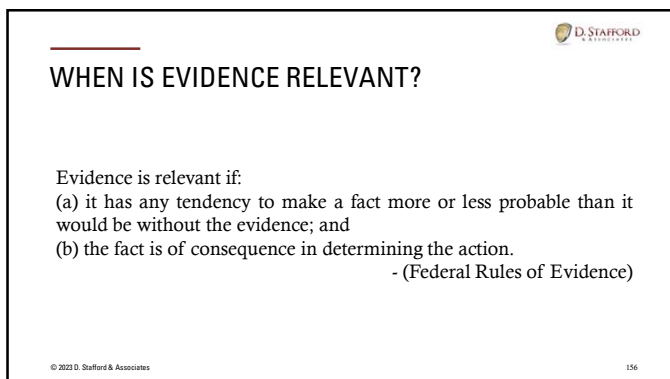 D. STAFFORD
& ASSOCIATES
WHEN IS EVIDENCE RELEVANT?
Evidence is relevant if:
(a) it has any tendency to make a fact more or less probable than it
would be without the evidence; and
(b) the fact is of consequence in determining the action.
- (Federal Rules of Evidence)
© 2023 D. Stafford & Associates
156